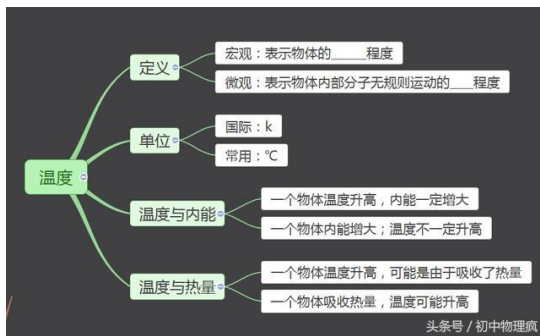 宏观：表示物体的_____程度
定义
微观：表示物体内部分子无规则运动的___程度
国际：k
单位
常用：℃
温度
一个物体温度升高，内能一定增大
温度与内能
一个物体内能增大；温度不一定升高
一个物体温度升高，可能是由于吸收了热量
温度与热量
一个物体吸收热量，温度可能升高
头条号 / 初中物理疯